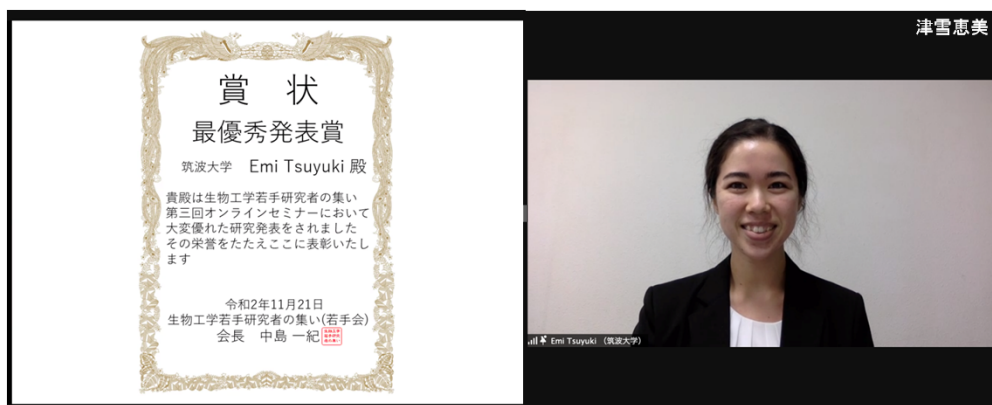 賞 状
最優秀発表賞
筑波大学 Emi Tsuyuki 殿
貴殿は生物工学若手研究者の集い
第三回オンラインセミナーにおいて
大変優れた研究発表をされました
その栄誉をたたえここに表彰いたし
ます
令和2年11月21日
生物工学若手研究者の集い(若手会)
会長 中島 一紀
津雪恵美
Emi Tsuyuki （筑波大学）